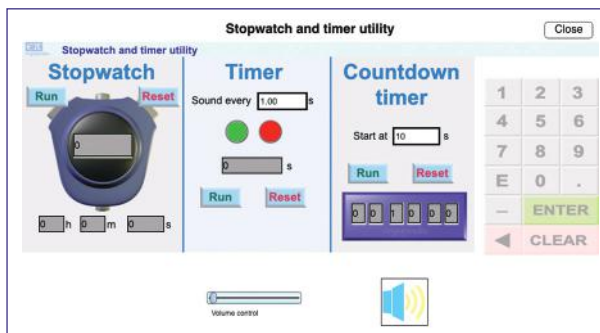 Stopwatch and timer utility
Close
Stopwatch and timer utility
Stopwatch
Run
Reset
0
0 h 0 m 0 s
Timer
Sound every 1.00 s
0 s
Run
Reset
Countdown
timer
Start at 10 s
Run
Reset
0 0 1 0 0 0
Volume control
1 2 3
4 5 6
7 8 9
E 0 .
– ENTER
CLEAR